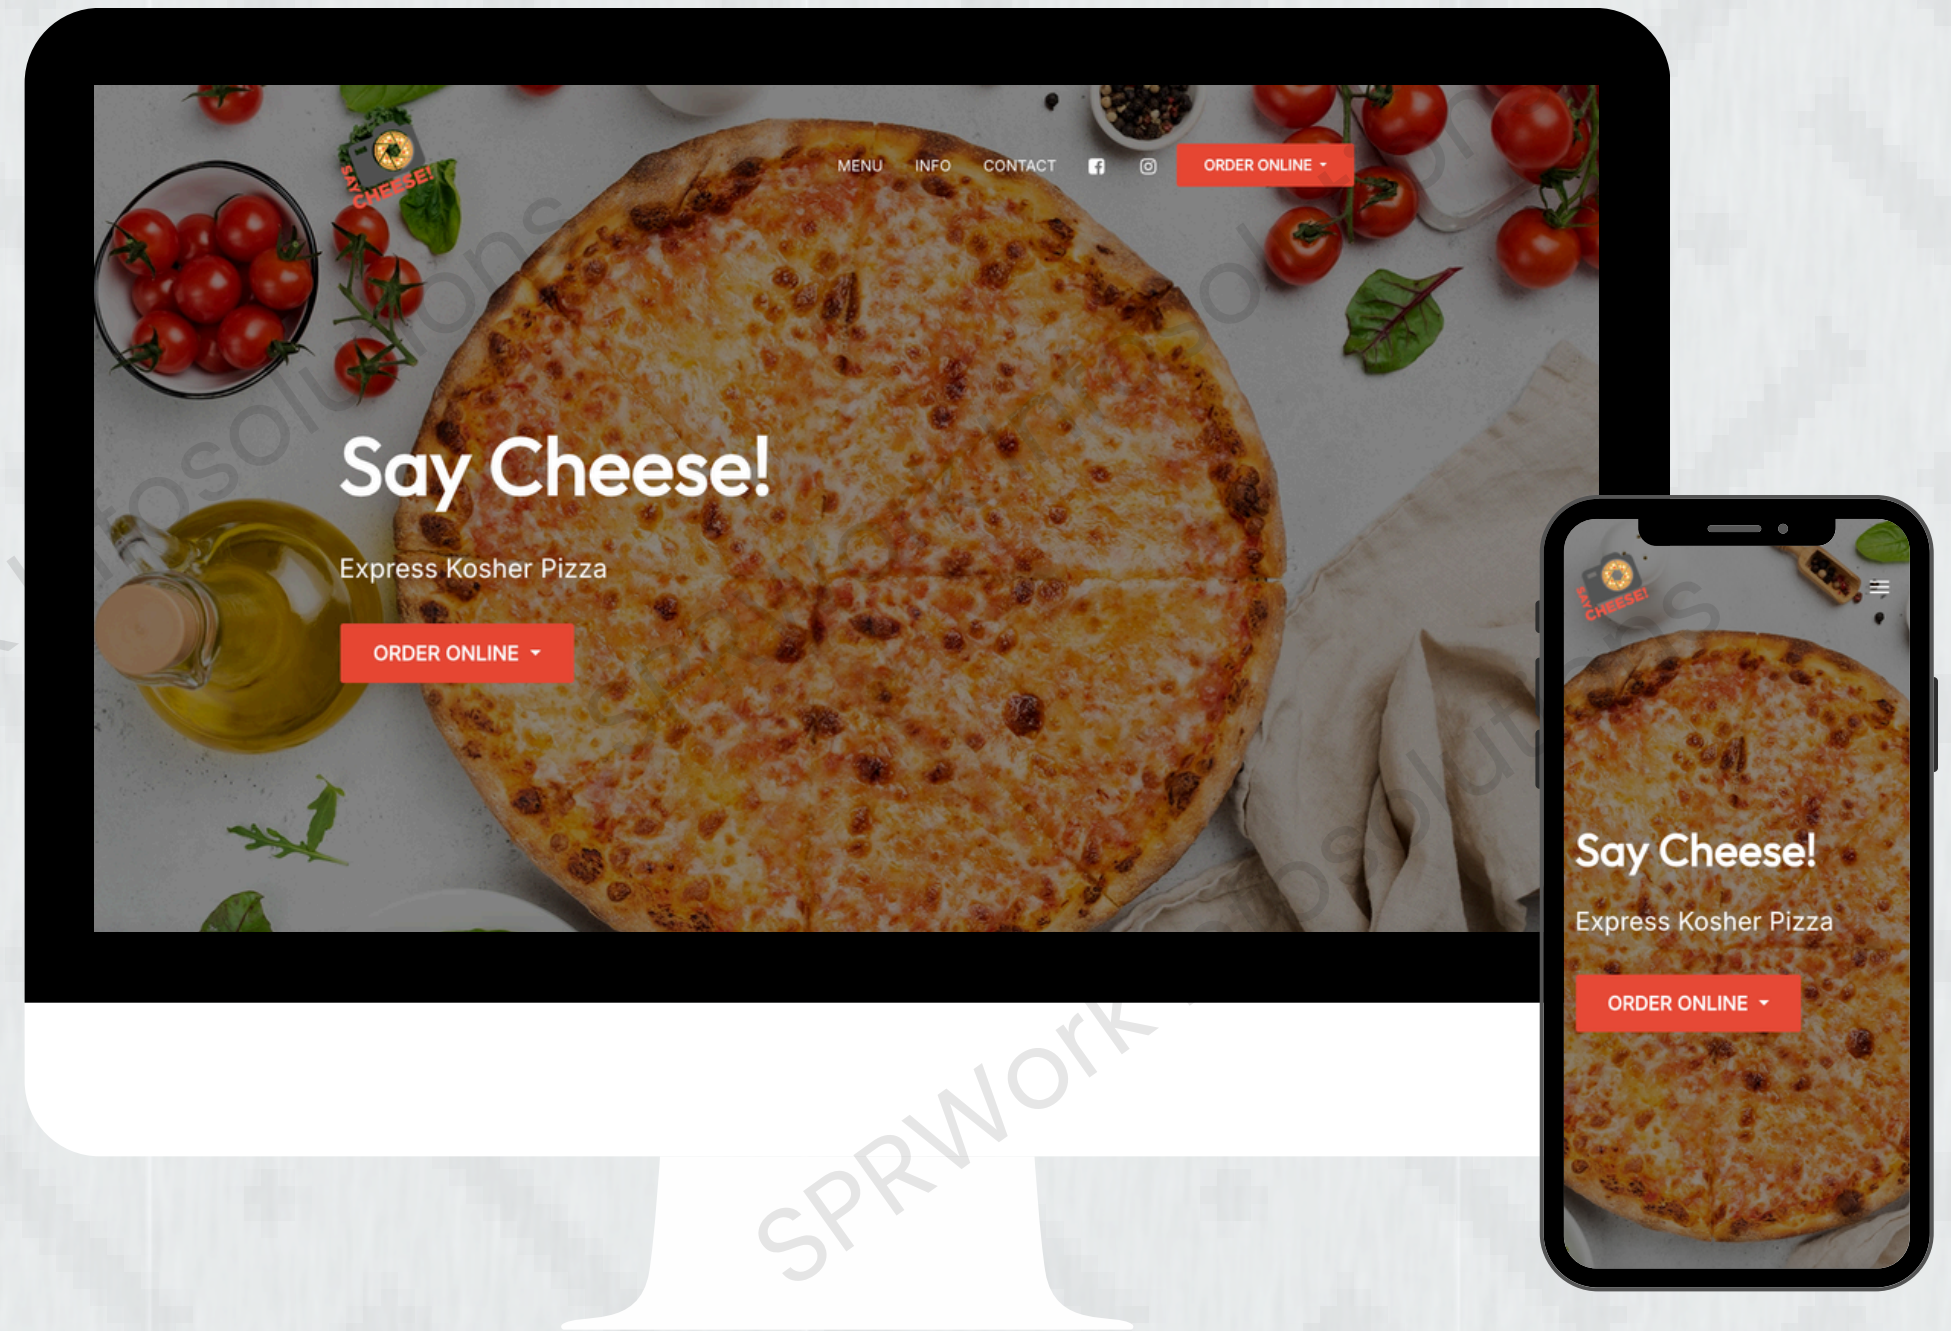 SAY
CHEESE!
MENU INFO CONTACT ORDER ONLINE
Say Cheese!
Express Kosher Pizza
ORDER ONLINE
SAY
CHEESE!
Say Cheese!
Express Kosher Pizza
ORDER ONLINE
SPRWork